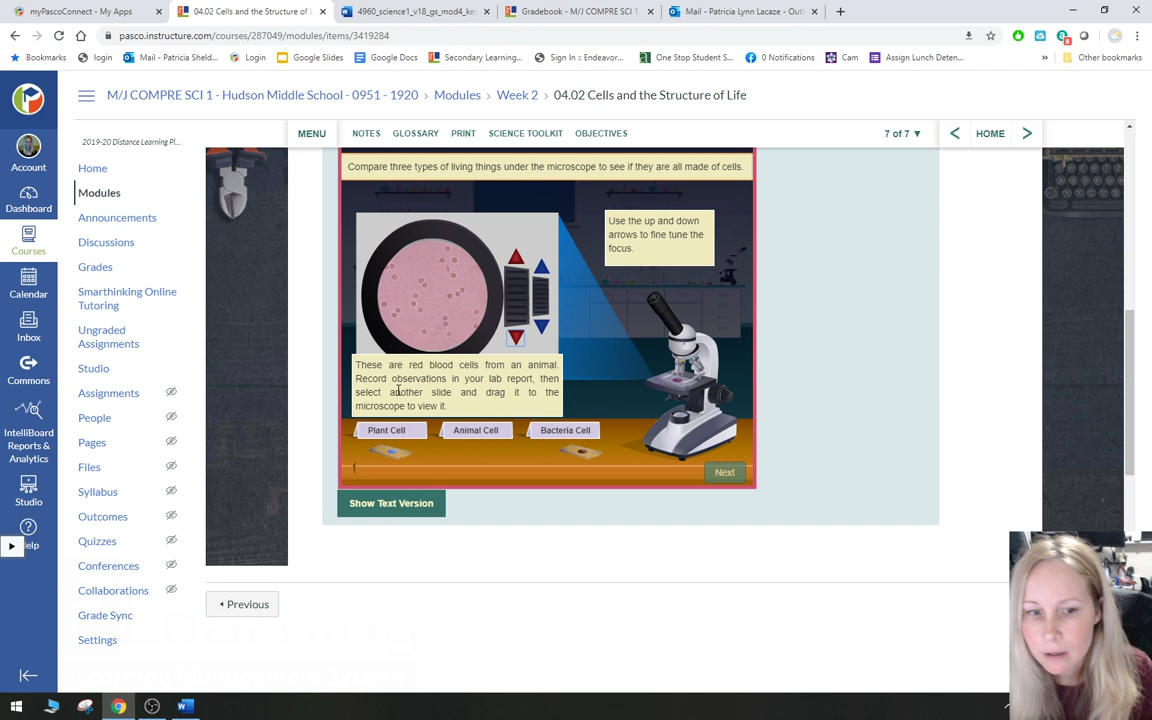 myPascoConnect - My Apps
04.02 Cells and the Structure of L
4960_science1_v18_gs_mod4_ke
Gradebook - M/J COMPRE SCI 1
Mail - Patricia Lynn Lacaze - Out
pasco.instructure.com/courses/287049/modules/items/3419284
Bookmarks
login
Mail - Patricia Sheld...
Login
Google Slides
Google Docs
Secondary Learning...
Sign In :: Endeavor...
One Stop Student S...
0 Notifications
Cam
Assign Lunch Deten...
»
Other bookmarks
M/J COMPRE SCI 1 - Hudson Middle School - 0951 - 1920 > Modules > Week 2 > 04.02 Cells and the Structure of Life
Account
Dashboard
Courses
Calendar
Inbox
Commons
IntelliBoard
Reports &
Analytics
Studio
Help
2019-20 Distance Learning Pl...
Home
Modules
Announcements
Discussions
Grades
Smarthinking Online
Tutoring
Ungraded
Assignments
Studio
Assignments
People
Pages
Files
Syllabus
Outcomes
Quizzes
Conferences
Collaborations
Grade Sync
Settings
MENU
NOTES
GLOSSARY
PRINT
SCIENCE TOOLKIT
OBJECTIVES
7 of 7 ▼
HOME
Compare three types of living things under the microscope to see if they are all made of cells.
Use the up and down
arrows to fine tune the
focus.
These are red blood cells from an animal.
Record observations in your lab report, then
select another slide and drag it to the
microscope to view it.
Plant Cell
Animal Cell
Bacteria Cell
Next
Show Text Version
Previous